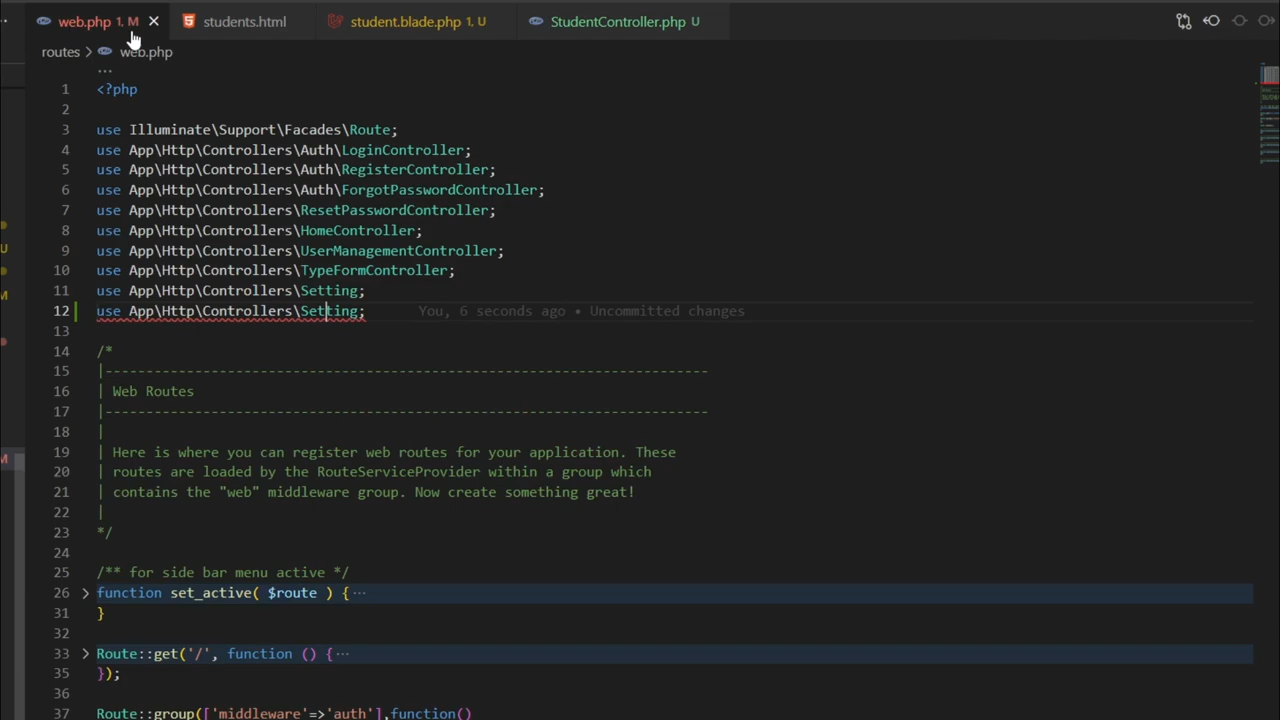 web.php 1, M
students.html
student.blade.php 1, U
StudentController.php U
routes > web.php
...
1 <?php
2
3 use Illuminate\Support\Facades\Route;
4 use App\Http\Controllers\Auth\LoginController;
5 use App\Http\Controllers\Auth\RegisterController;
6 use App\Http\Controllers\Auth\ForgotPasswordController;
7 use App\Http\Controllers\ResetPasswordController;
8 use App\Http\Controllers\HomeController;
9 use App\Http\Controllers\UserManagementController;
10 use App\Http\Controllers\TypeFormController;
11 use App\Http\Controllers\Setting;
12 use App\Http\Controllers\Setting; You, 6 seconds ago • Uncommitted changes
13
14 /*
15 |--------------------------------------------------------------------------
16 | Web Routes
17 |--------------------------------------------------------------------------
18 |
19 | Here is where you can register web routes for your application. These
20 | routes are loaded by the RouteServiceProvider within a group which
21 | contains the "web" middleware group. Now create something great!
22 |
23 */
24
25 /** for side bar menu active */
26 function set_active( $route ) { ...
31 }
32
33 Route::get('/', function () { ...
35 });
36
37 Route::group(['middleware'=>'auth'],function()
U
M
M